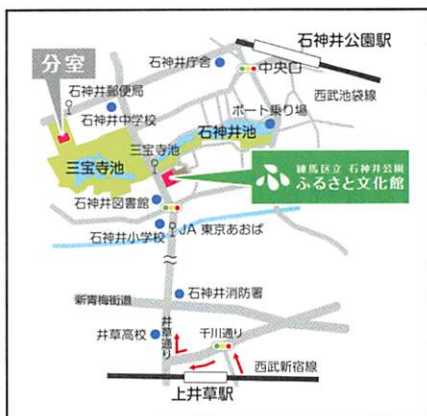 石神井公園駅
石神井庁舎
中央口
分室
石神井郵便局
西武池袋線
石神井中学校
ボート乗り場
石神井池
三宝寺池
三宝寺池
練馬区立 石神井公園
ふるさと文化館
石神井図書館
石神井小学校
JA 東京あおば
石神井消防署
新青梅街道
井草高校
井草通り
千川通り
西武新宿線
上井草駅